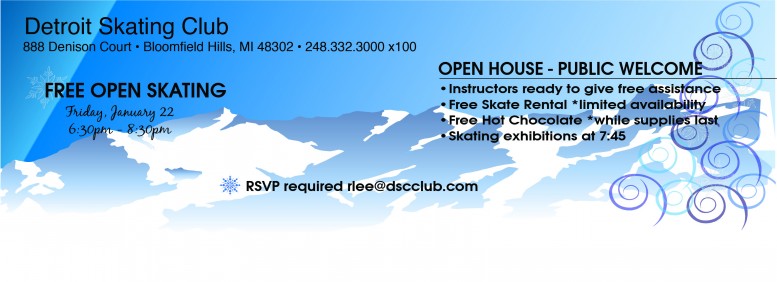 Detroit Skating Club
888 Denison Court • Bloomfield Hills, MI 48302 • 248.332.3000 x100
FREE OPEN SKATING
Friday, January 22
6:30pm - 8:30pm
OPEN HOUSE - PUBLIC WELCOME
• Instructors ready to give free assistance
• Free Skate Rental *limited availability
• Free Hot Chocolate *while supplies last
• Skating exhibitions at 7:45
RSVP required rlee@dscclub.com